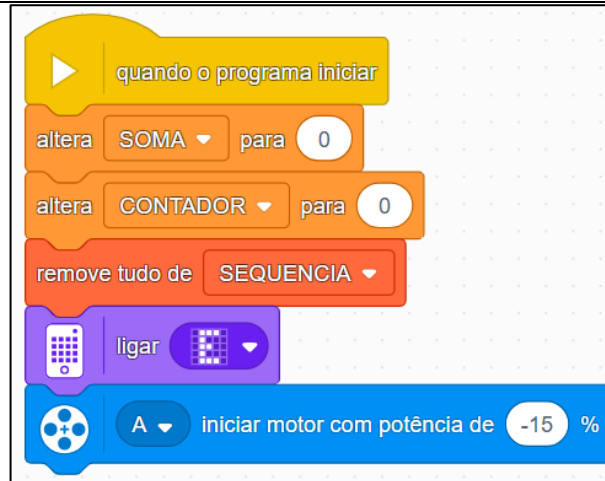 quando o programa iniciar
altera SOMA para 0
altera CONTADOR para 0
remove tudo de SEQUENCIA
ligar
A iniciar motor com potência de -15 %